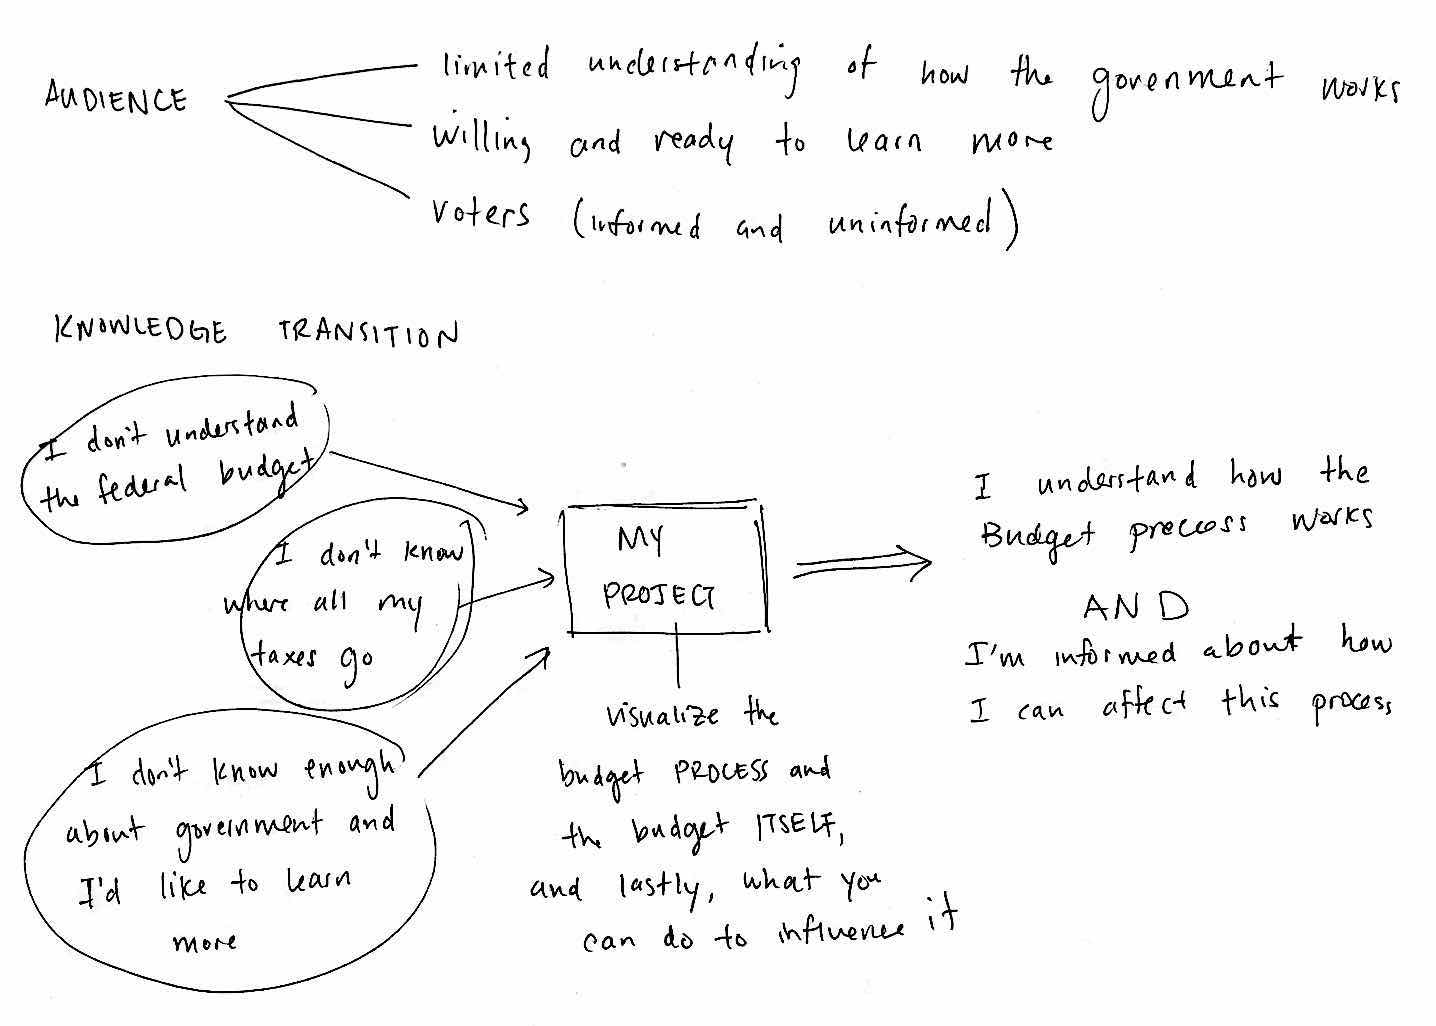 AUDIENCE
limited understanding of how the govenment works
willing and ready to learn more
voters (informed and uninformed)
KNOWLEDGE TRANSITION
I don't understand
the federal budget
I don't know
where all my
taxes go
I don't know enough
about government and
I'd like to learn
more
MY
PROJECT
visualize the
budget PROCESS and
the budget ITSELF,
and lastly, what you
can do to influence it
I understand how the
Budget preccoss works
AND
I'm informed about how
I can affect this process